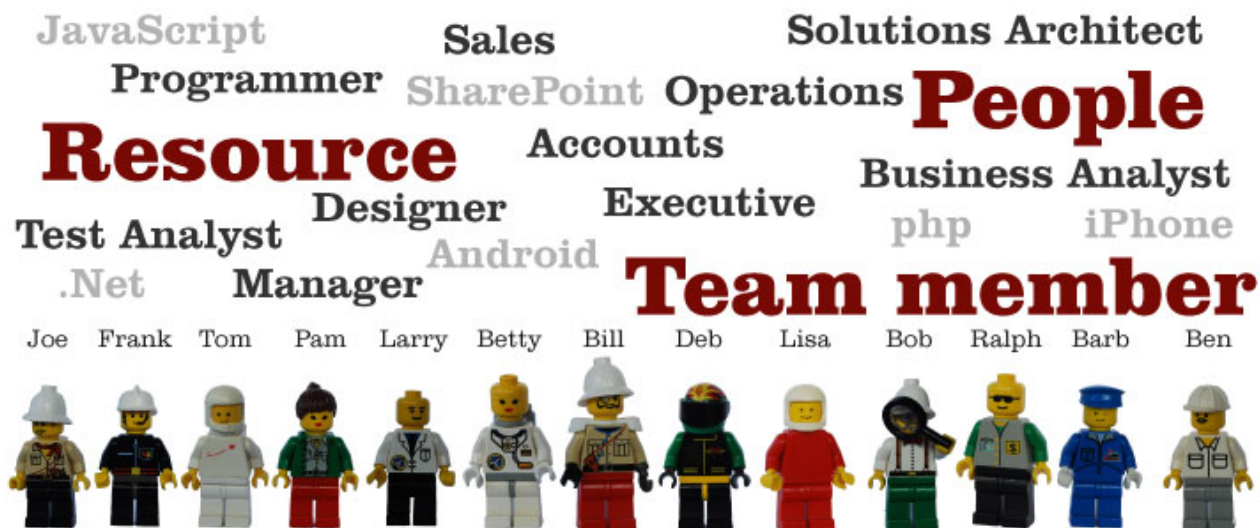 JavaScript
Sales
Solutions Architect
Programmer
SharePoint
Operations
People
Resource
Accounts
Business Analyst
Designer
Executive
Test Analyst
php
iPhone
Android
.Net
Manager
Team member
Joe Frank Tom Pam Larry Betty Bill Deb Lisa Bob Ralph Barb Ben